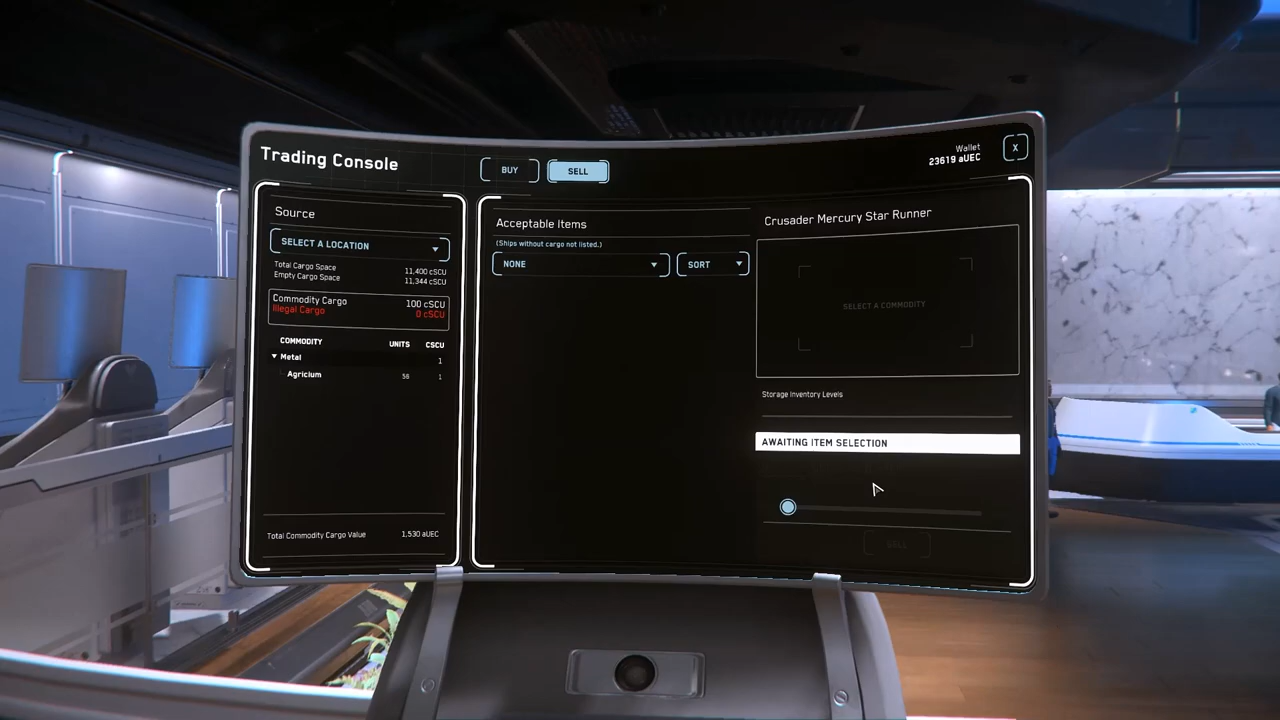 Trading Console
BUY
SELL
Wallet
23619 aUEC
X
Source
SELECT A LOCATION
Total Cargo Space 11,400 cSCU
Empty Cargo Space 11,344 cSCU
Commodity Cargo 100 cSCU
Illegal Cargo 0 cSCU
COMMODITY UNITS CSCU
Metal 1
Agricium 56 1
Total Commodity Cargo Value 1,530 aUEC
Acceptable Items
(Ships without cargo not listed.)
NONE
SORT
Crusader Mercury Star Runner
SELECT A COMMODITY
Storage Inventory Levels
AWAITING ITEM SELECTION
SELL